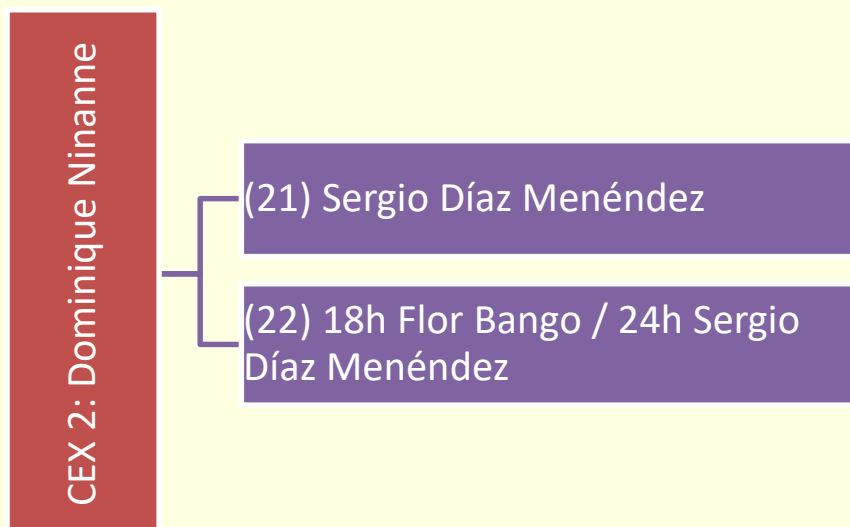 CEX 2: Dominique Ninanne
(21) Sergio Díaz Menéndez
(22) 18h Flor Bango / 24h Sergio
Díaz Menéndez